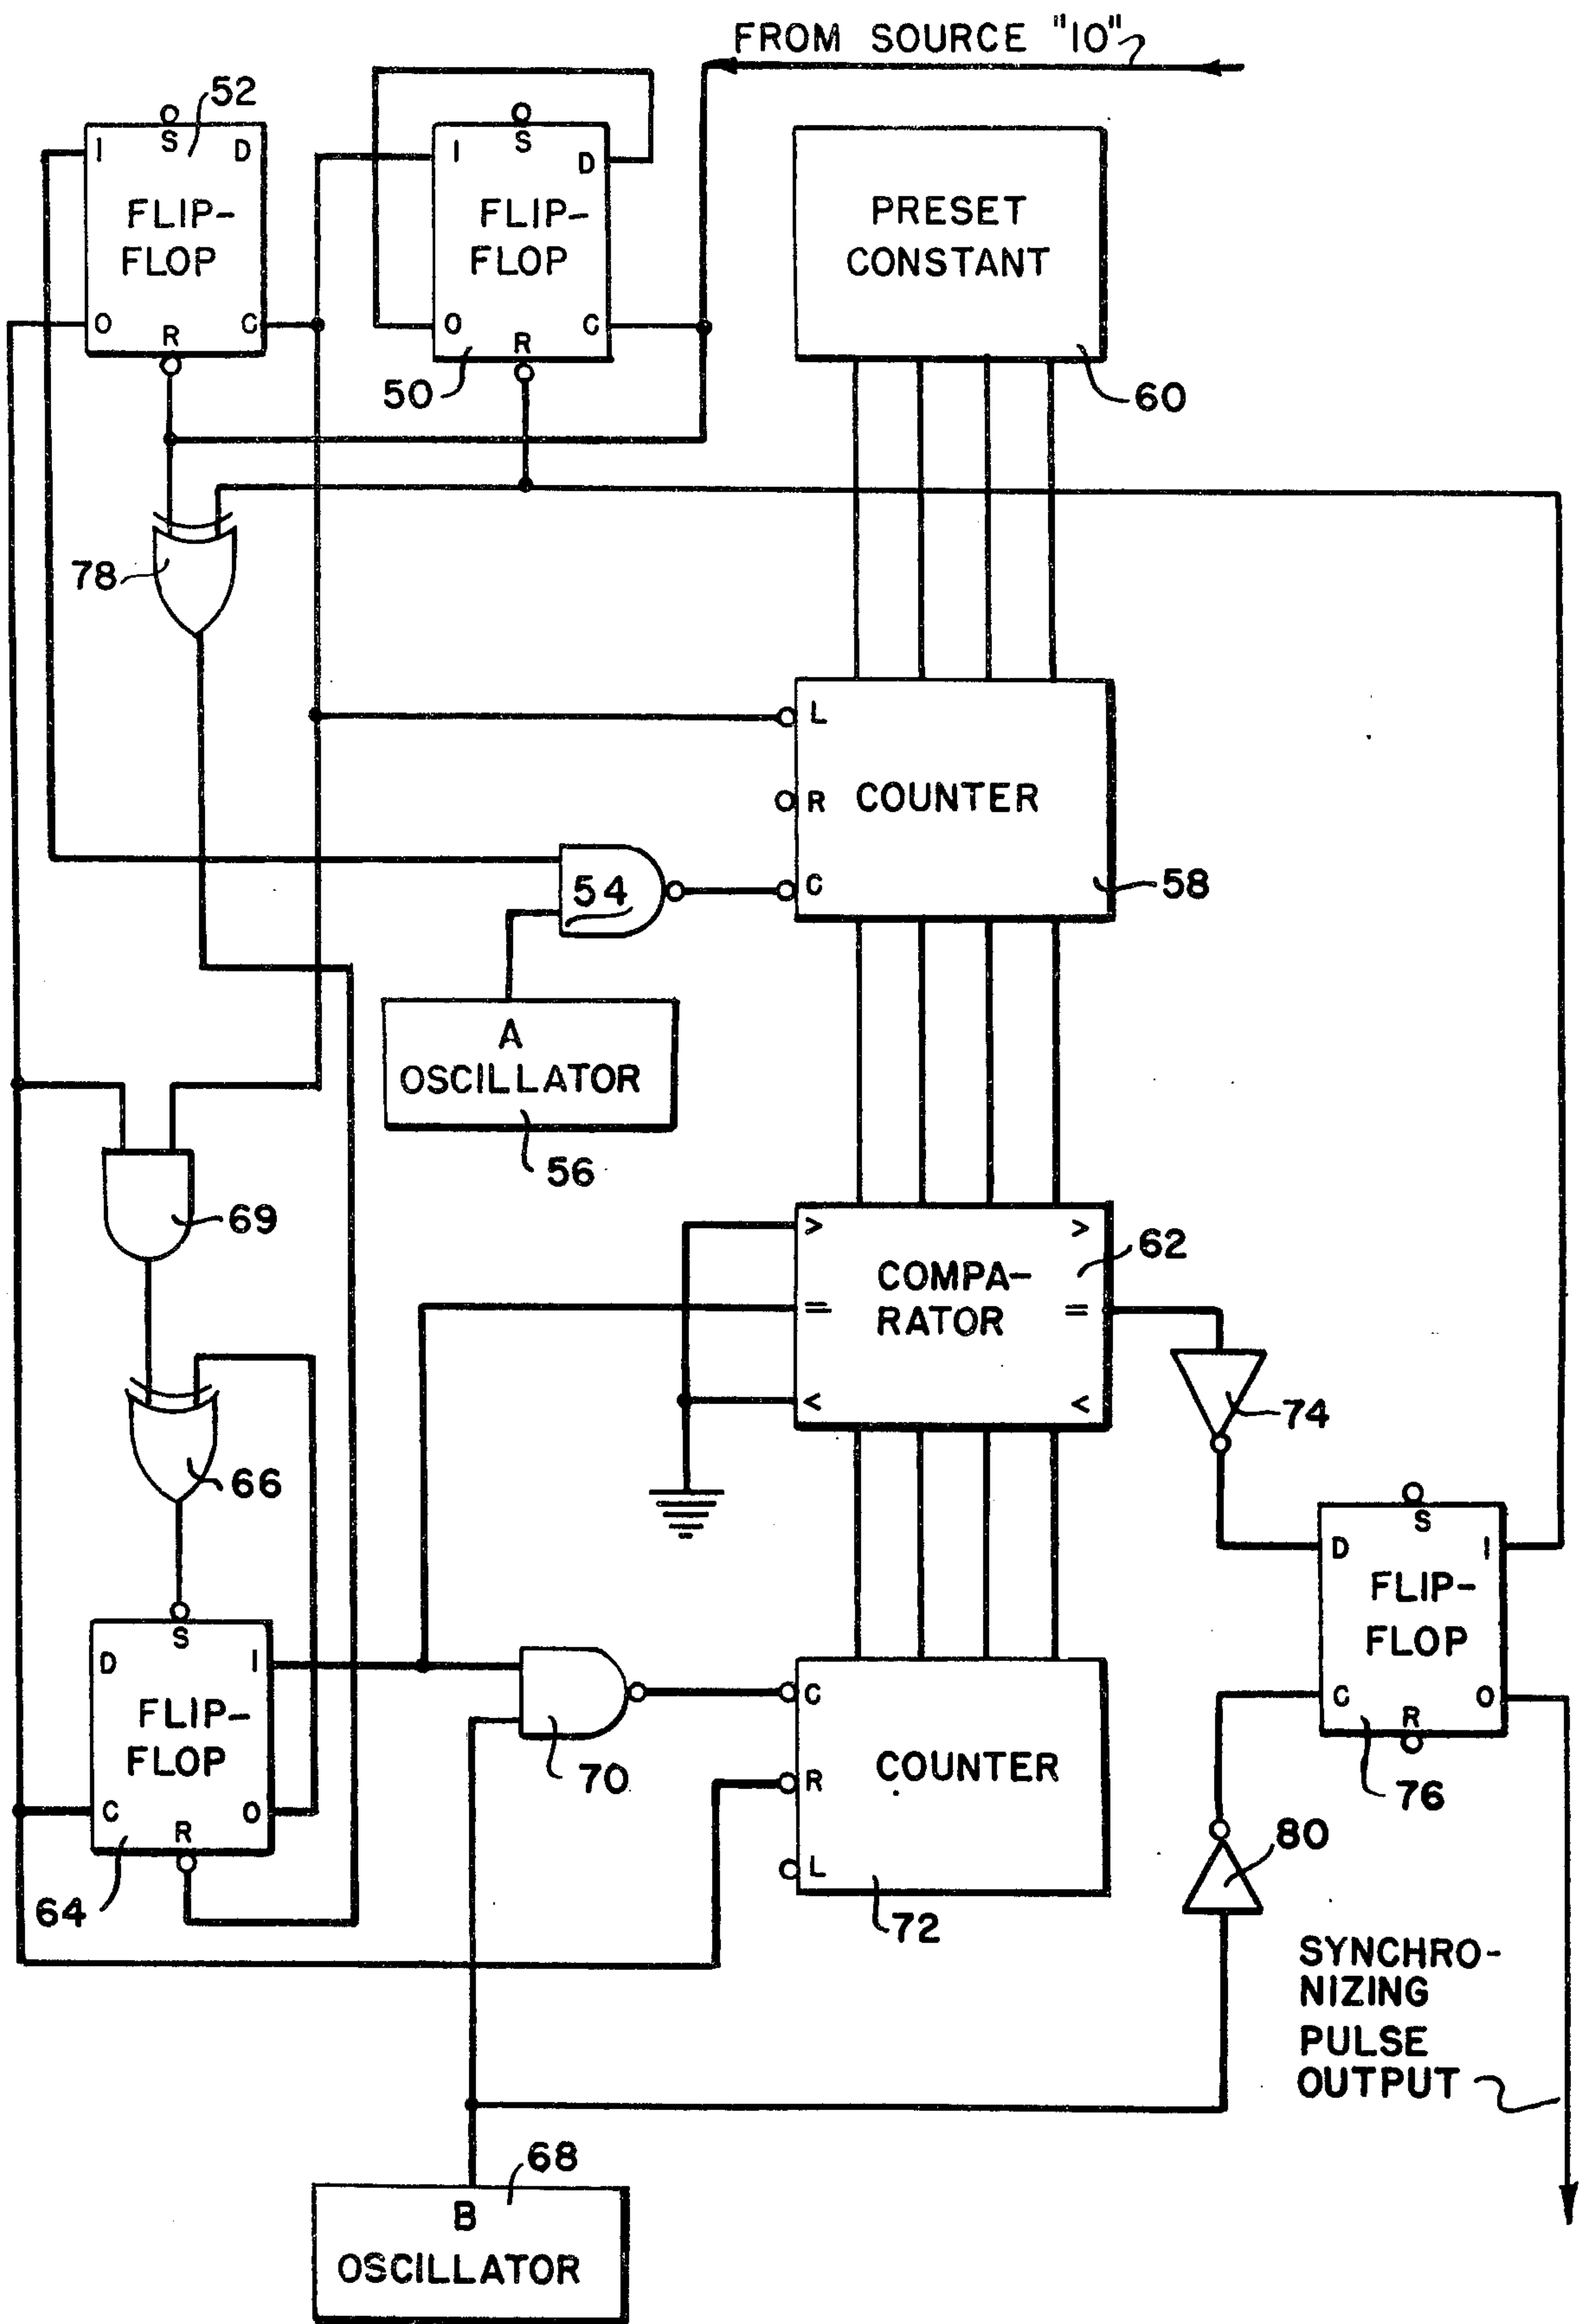 FROM SOURCE "10"
52
I S D
FLIP-
FLOP
O R C
I S D
FLIP-
FLOP
O R C
50
PRESET
CONSTANT
60
78
L
R COUNTER
C
58
54
A
OSCILLATOR
56
69
> >
COMPA-
RATOR
= =
< <
62
74
66
S
D I
FLIP-
FLOP
C R O
64
70
C
R COUNTER
L
72
S
D I
FLIP-
FLOP
C R O
76
80
SYNCHRO-
NIZING
PULSE
OUTPUT
68
B
OSCILLATOR